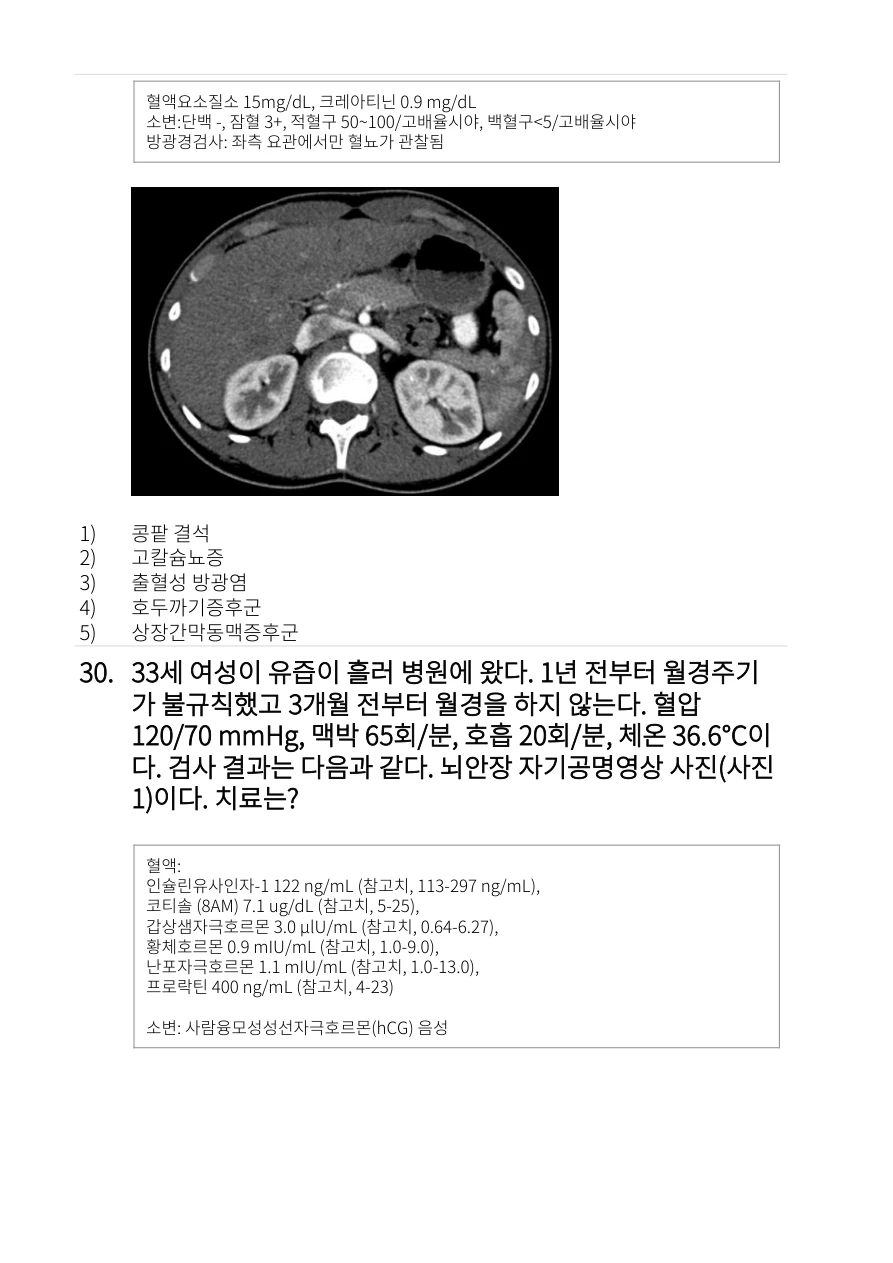 혈액요소질소 15mg/dL, 크레아티닌 0.9 mg/dL
소변:단백 -, 잠혈 3+, 적혈구 50~100/고배율시야, 백혈구<5/고배율시야
방광경검사: 좌측 요관에서만 혈뇨가 관찰됨
1) 콩팥 결석
2) 고칼슘뇨증
3) 출혈성 방광염
4) 호두까기증후군
5) 상장간막동맥증후군
30. 33세 여성이 유즙이 흘러 병원에 왔다. 1년 전부터 월경주기
가 불규칙했고 3개월 전부터 월경을 하지 않는다. 혈압
120/70 mmHg, 맥박 65회/분, 호흡 20회/분, 체온 36.6℃이
다. 검사 결과는 다음과 같다. 뇌안장 자기공명영상 사진(사진
1)이다. 치료는?
혈액:
인슐린유사인자-1 122 ng/mL (참고치, 113-297 ng/mL),
코티솔 (8AM) 7.1 ug/dL (참고치, 5-25),
갑상샘자극호르몬 3.0 μlU/mL (참고치, 0.64-6.27),
황체호르몬 0.9 mIU/mL (참고치, 1.0-9.0),
난포자극호르몬 1.1 mIU/mL (참고치, 1.0-13.0),
프로락틴 400 ng/mL (참고치, 4-23)
소변: 사람융모성성선자극호르몬(hCG) 음성